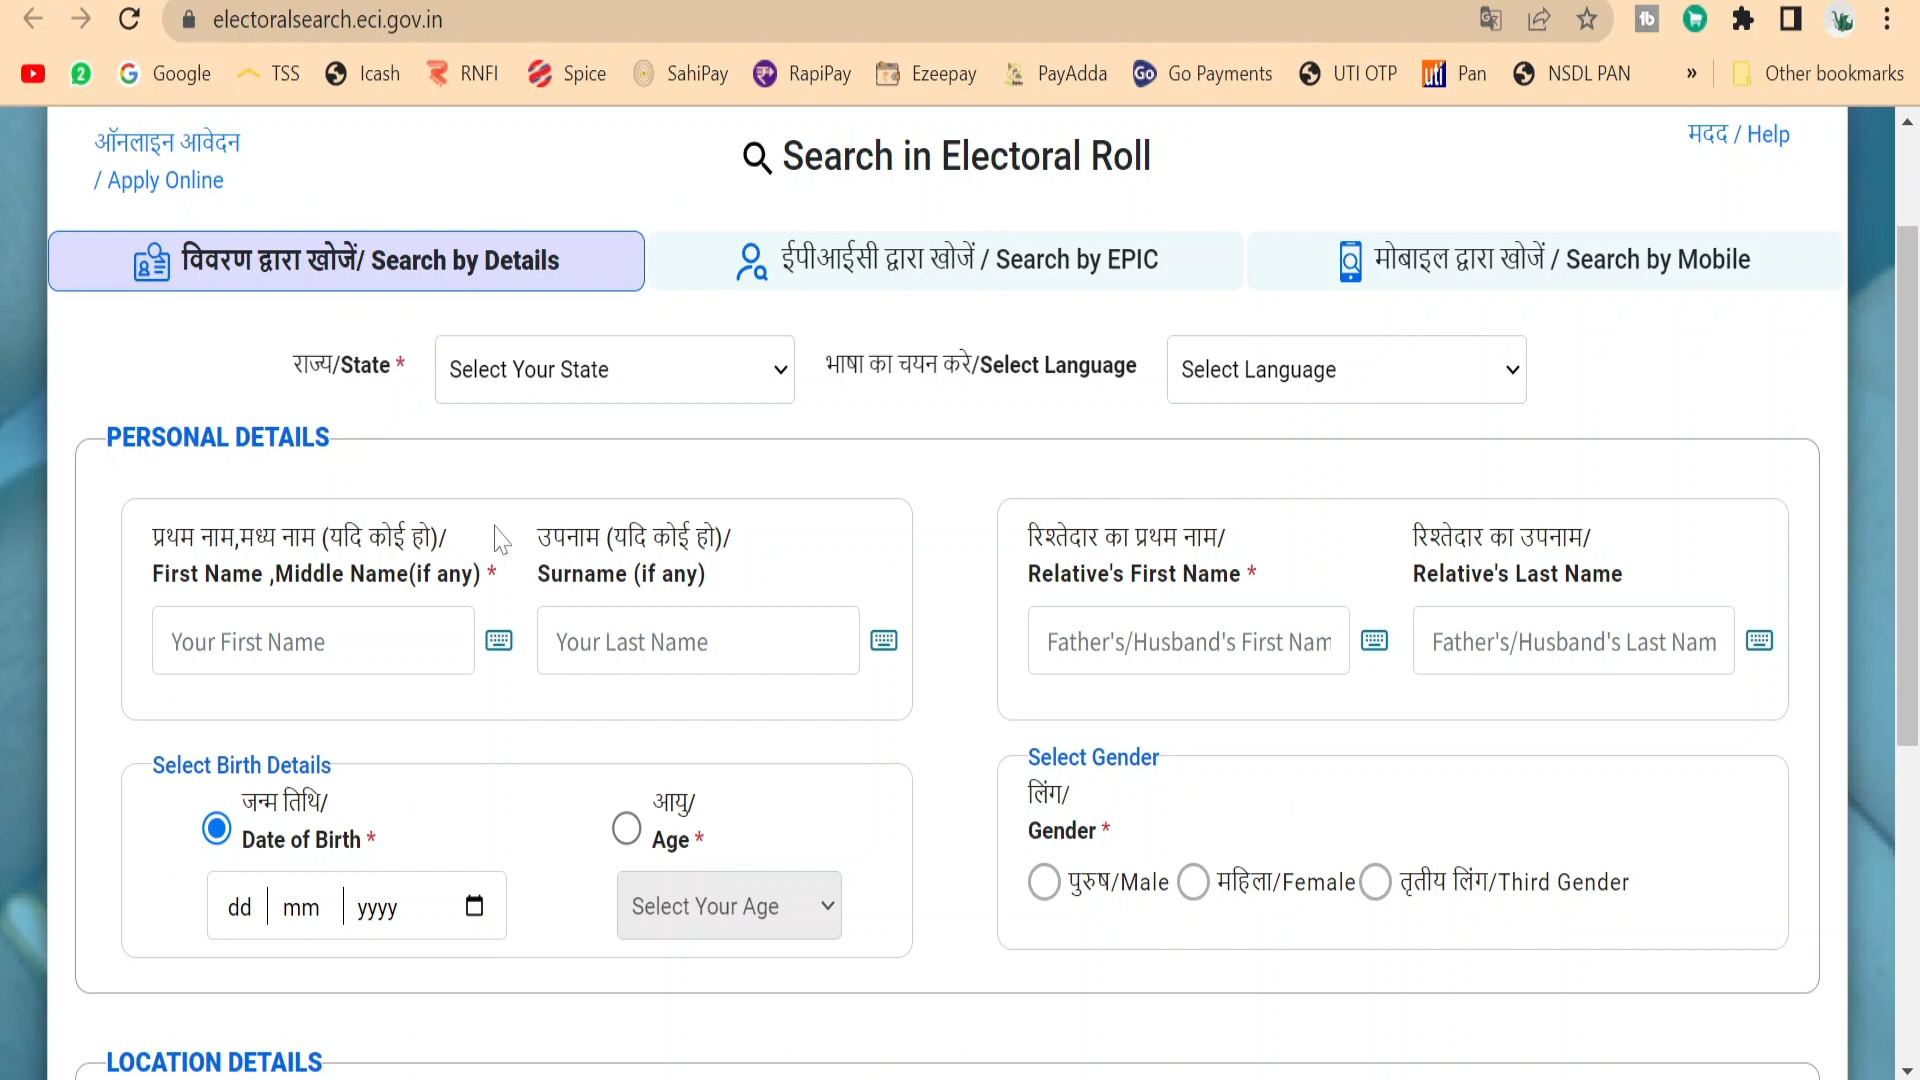 electoralsearch.eci.gov.in
2 Google TSS Icash RNFI Spice SahiPay RapiPay Ezeepay PayAdda Go Go Payments UTI OTP uti Pan NSDL PAN » Other bookmarks
ऑनलाइन आवेदन
/ Apply Online
Search in Electoral Roll
मदद / Help
विवरण द्वारा खोजें/ Search by Details
ईपीआईसी द्वारा खोजें / Search by EPIC
मोबाइल द्वारा खोजें / Search by Mobile
राज्य/State * Select Your State भाषा का चयन करे/Select Language Select Language
PERSONAL DETAILS
प्रथम नाम,मध्य नाम (यदि कोई हो)/
First Name ,Middle Name(if any) *
Your First Name
उपनाम (यदि कोई हो)/
Surname (if any)
Your Last Name
रिश्तेदार का प्रथम नाम/
Relative's First Name *
Father's/Husband's First Nam
रिश्तेदार का उपनाम/
Relative's Last Name
Father's/Husband's Last Nam
Select Birth Details
जन्म तिथि/
Date of Birth *
dd mm yyyy
आयु/
Age *
Select Your Age
Select Gender
लिंग/
Gender *
पुरुष/Male महिला/Female तृतीय लिंग/Third Gender
LOCATION DETAILS